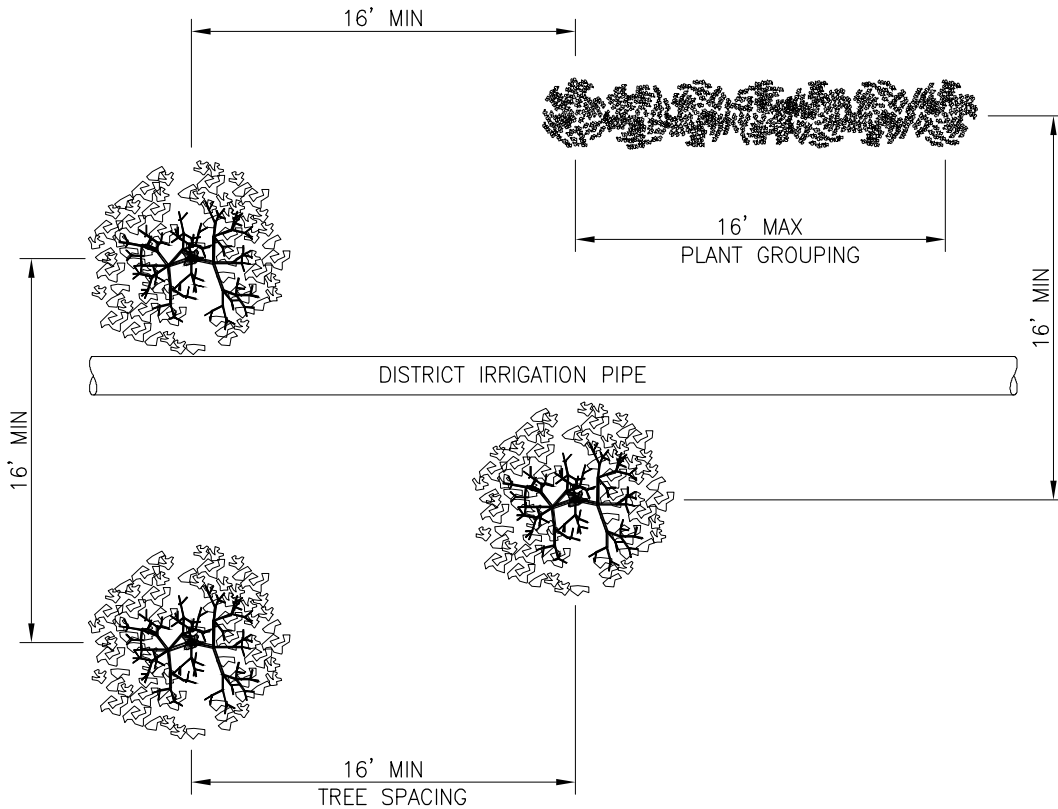 16' MIN
16' MAX
PLANT GROUPING
16' MIN
DISTRICT IRRIGATION PIPE
16' MIN
16' MIN
TREE SPACING